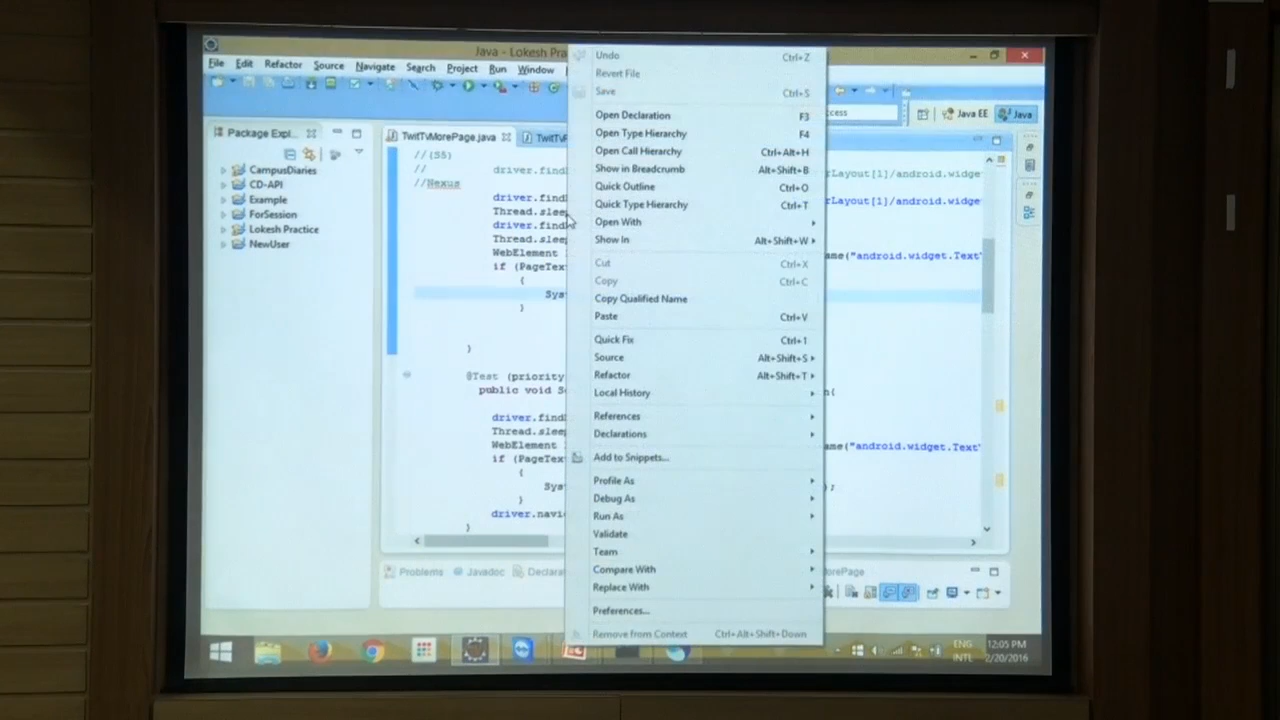 Java - Lokesh Pra
File Edit Refactor Source Navigate Search Project Run Window
Java EE Java
Package Expl...
CampusDiaries
CD-API
Example
ForSession
Lokesh Practice
NewUser
TwitTvMorePage.java
//(S5)
// driver.find
//Nexus
driver.find
Thread.slee
driver.find
Thread.slee
WebElement
if (PageTex
{
Sys
}
}
@Test (priority
public void S
driver.find
Thread.slee
WebElement
if (PageTex
{
Sys
}
driver.navi
}
rLayout[1]/android.widge
rLayout[1]/android.widge
ame("android.widget.Text"
ame("android.widget.Text"
);
Undo Ctrl+Z
Revert File
Save Ctrl+S
Open Declaration F3
Open Type Hierarchy F4
Open Call Hierarchy Ctrl+Alt+H
Show in Breadcrumb Alt+Shift+B
Quick Outline Ctrl+O
Quick Type Hierarchy Ctrl+T
Open With
Show In Alt+Shift+W
Cut Ctrl+X
Copy Ctrl+C
Copy Qualified Name
Paste Ctrl+V
Quick Fix Ctrl+1
Source Alt+Shift+S
Refactor Alt+Shift+T
Local History
References
Declarations
Add to Snippets...
Profile As
Debug As
Run As
Validate
Team
Compare With
Replace With
Preferences...
Remove from Context Ctrl+Alt+Shift+Down
Problems Javadoc Declara
orePage
ENG 12:05 PM
INTL 2/20/2016